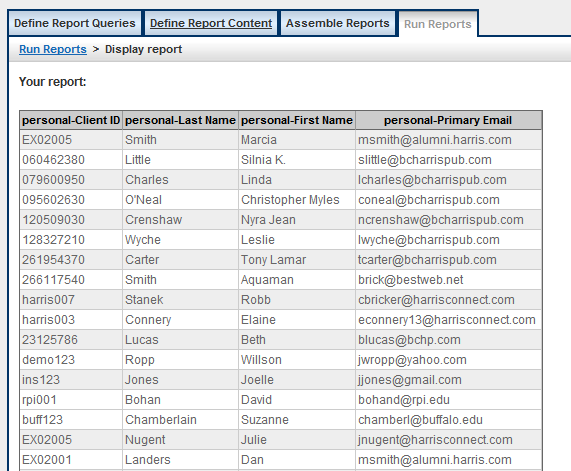 Define Report Queries Define Report Content Assemble Reports Run Reports
Run Reports > Display report
Your report:
personal-Client ID personal-Last Name personal-First Name personal-Primary Email
EX02005 Smith Marcia msmith@alumni.harris.com
060462380 Little Silnia K. slittle@bcharrispub.com
079600950 Charles Linda lcharles@bcharrispub.com
095602630 O'Neal Christopher Myles coneal@bcharrispub.com
120509030 Crenshaw Nyra Jean ncrenshaw@bcharrispub.com
128327210 Wyche Leslie lwyche@bcharrispub.com
261954370 Carter Tony Lamar tcarter@bcharrispub.com
266117540 Smith Aquaman brick@bestweb.net
harris007 Stanek Robb cbricker@harrisconnect.com
harris003 Connery Elaine econnery13@harrisconnect.com
23125786 Lucas Beth blucas@bchp.com
demo123 Ropp Willson jwropp@yahoo.com
ins123 Jones Joelle jjones@gmail.com
rpi001 Bohan David bohand@rpi.edu
buff123 Chamberlain Suzanne chamberl@buffalo.edu
EX02005 Nugent Julie jnugent@harrisconnect.com
EX02001 Landers Dan msmith@alumni.harris.com